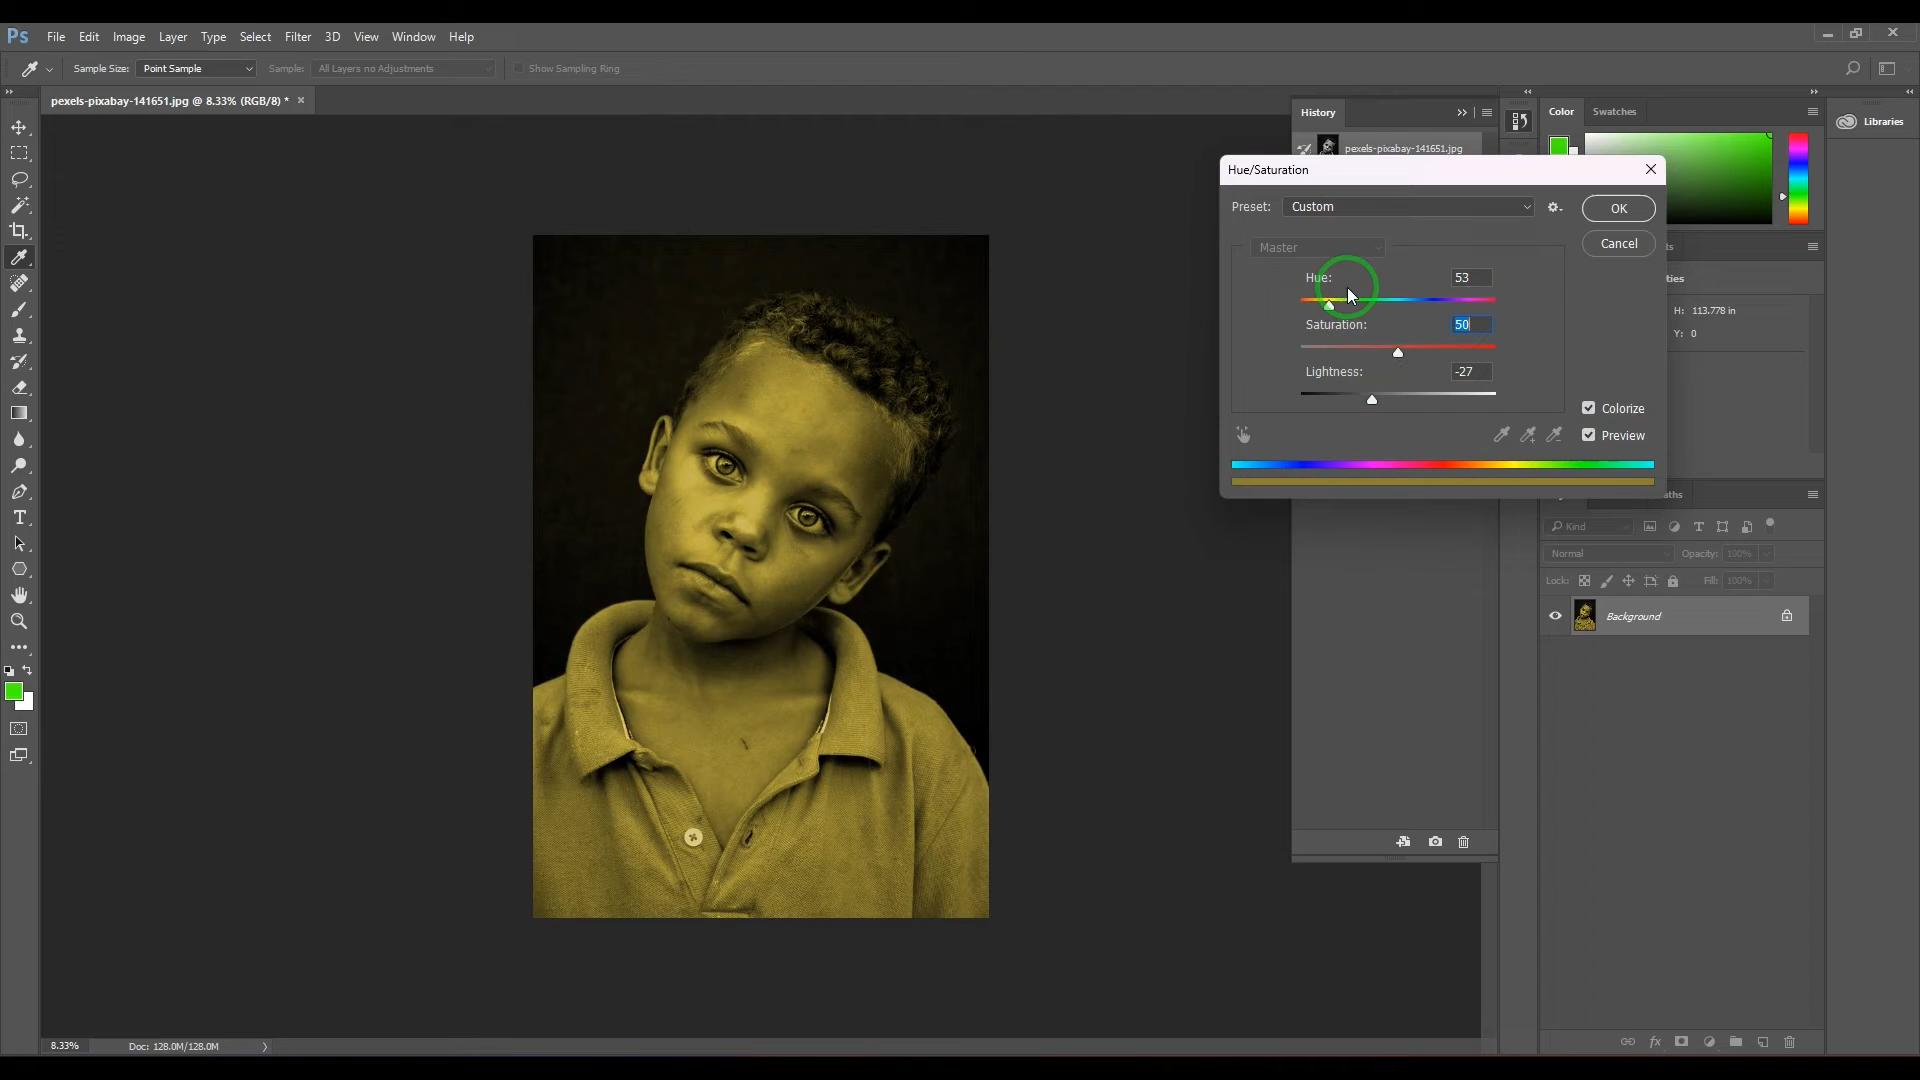 Ps File Edit Image Layer Type Select Filter 3D View Window Help
Sample Size: Point Sample Sample: All Layers no Adjustments Show Sampling Ring
pexels-pixabay-141651.jpg @ 8.33% (RGB/8) *
History
Color Swatches
Libraries
pexels-pixabay-141651.jpg
Hue/Saturation
Preset: Custom
OK
Cancel
Master
Hue: 53
Saturation: 50
Lightness: -27
Colorize
Preview
H: 113.778 in
Y: 0
Kind
Normal Opacity: 100%
Lock: Fill: 100%
Background
fx
8.33% Doc: 128.0M/128.0M